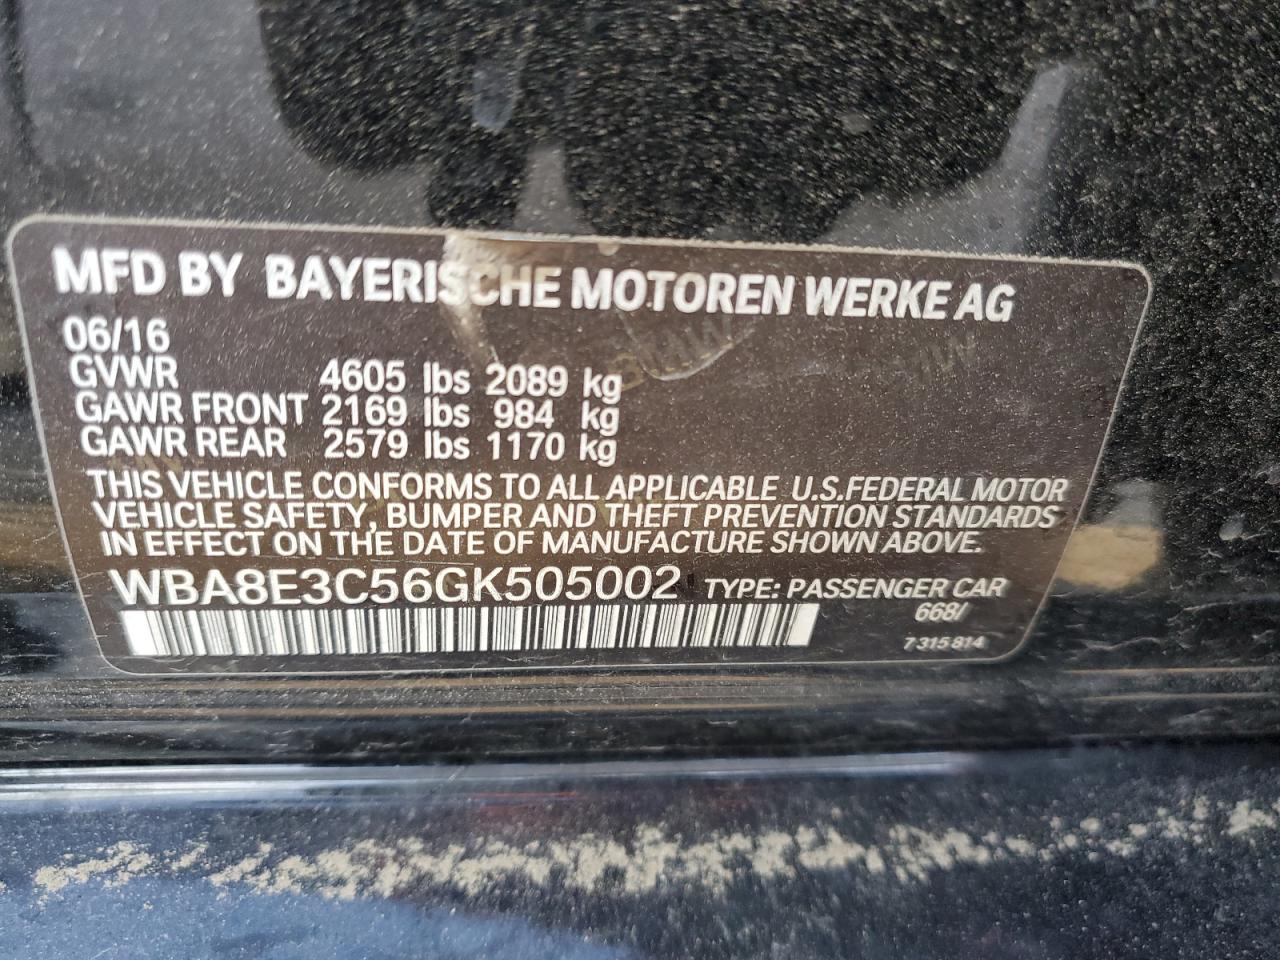 MFD BY BAYERISCHE MOTOREN WERKE AG
06/16
GVWR 4605 lbs 2089 kg
GAWR FRONT 2169 lbs 984 kg
GAWR REAR 2579 lbs 1170 kg
THIS VEHICLE CONFORMS TO ALL APPLICABLE U.S.FEDERAL MOTOR
VEHICLE SAFETY, BUMPER AND THEFT PREVENTION STANDARDS
IN EFFECT ON THE DATE OF MANUFACTURE SHOWN ABOVE.
WBA8E3C56GK505002 TYPE: PASSENGER CAR
668/
7 315 814
BMW
BMW